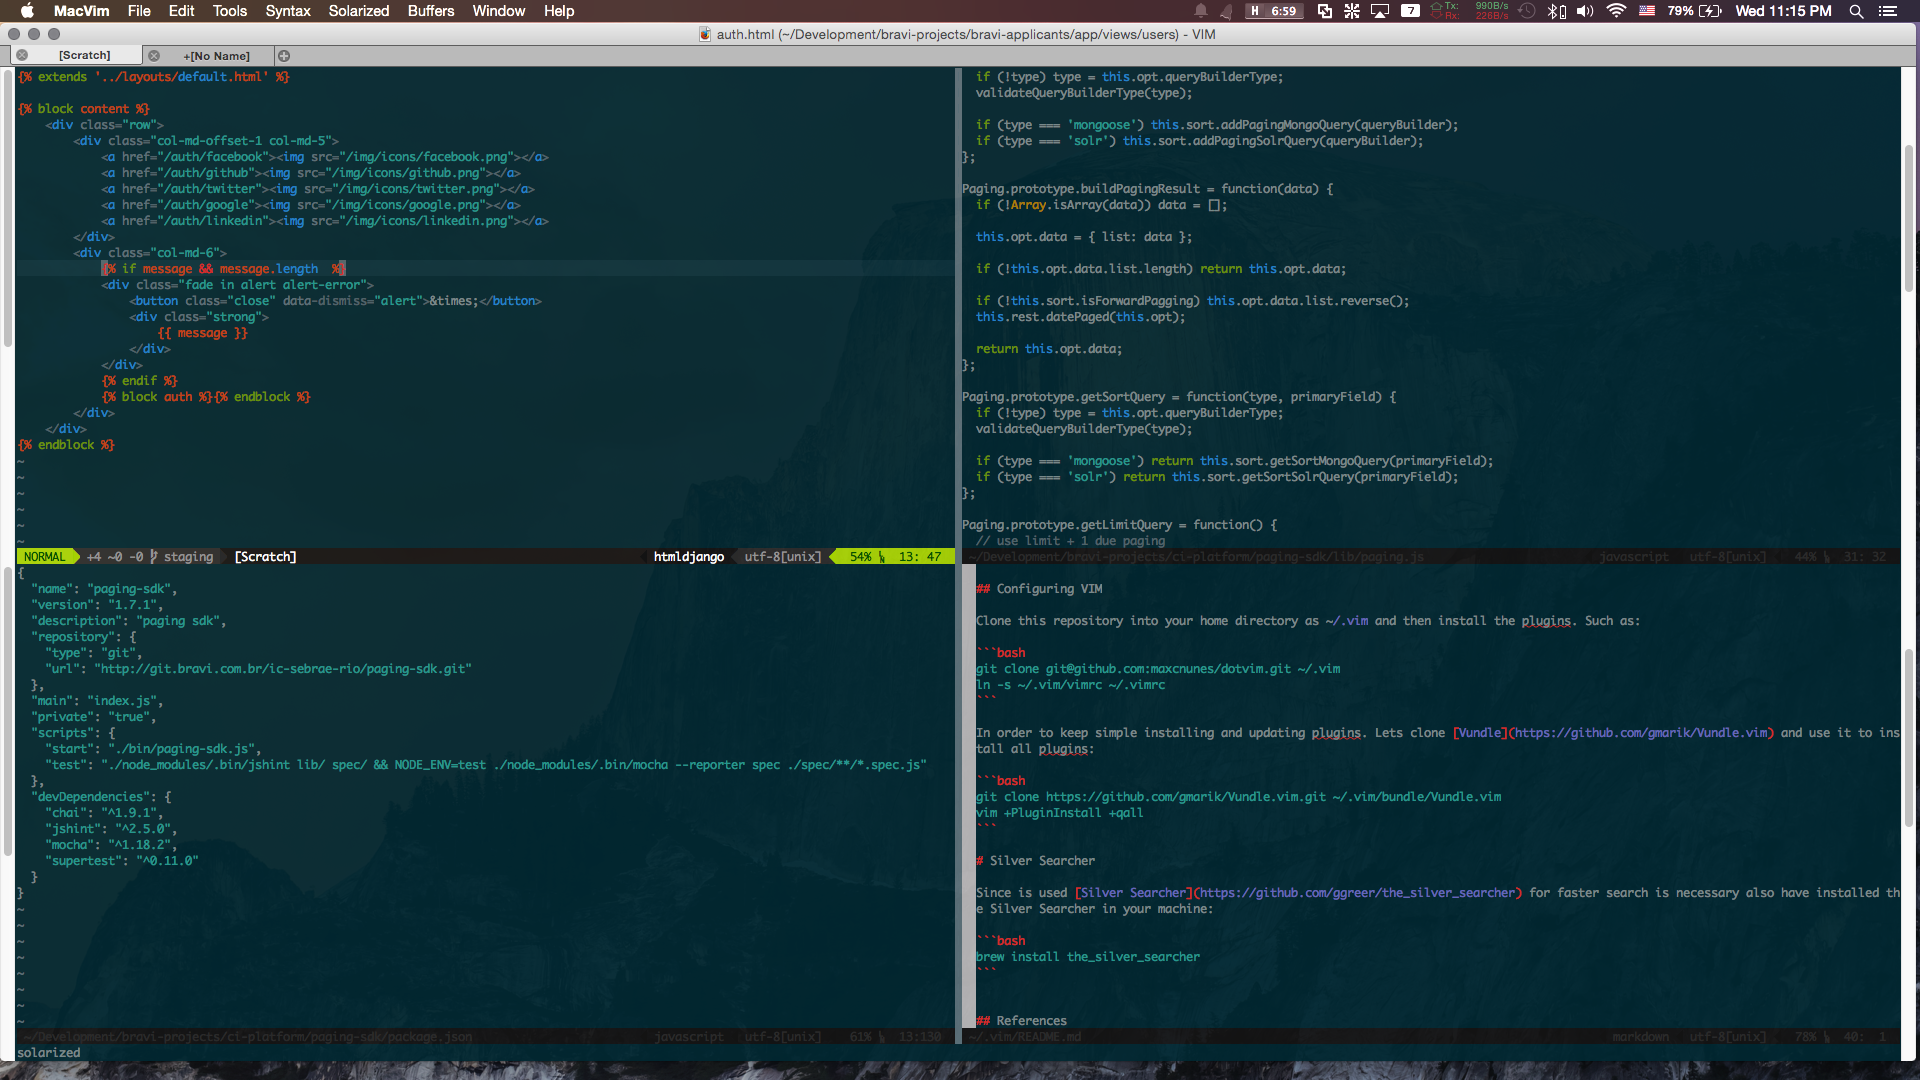 MacVim File Edit Tools Syntax Solarized Buffers Window Help
H 6:59 7 Tx: 990B/s Rx: 226B/s 79% Wed 11:15 PM
auth.html (~/Development/bravi-projects/bravi-applicants/app/views/users) - VIM
[Scratch] +[No Name]
{% extends '../layouts/default.html' %}
{% block content %}
<div class="row">
<div class="col-md-offset-1 col-md-5">
<a href="/auth/facebook"><img src="/img/icons/facebook.png"></a>
<a href="/auth/github"><img src="/img/icons/github.png"></a>
<a href="/auth/twitter"><img src="/img/icons/twitter.png"></a>
<a href="/auth/google"><img src="/img/icons/google.png"></a>
<a href="/auth/linkedin"><img src="/img/icons/linkedin.png"></a>
</div>
<div class="col-md-6">
{% if message && message.length  %}
<div class="fade in alert alert-error">
<button class="close" data-dismiss="alert">&times;</button>
<div class="strong">
{{ message }}
</div>
</div>
{% endif %}
{% block auth %}{% endblock %}
</div>
</div>
{% endblock %}
~
~
~
~
~
~
NORMAL +4 ~0 -0 staging [Scratch] htmldjango utf-8[unix] 54% 13: 47
if (!type) type = this.opt.queryBuilderType;
validateQueryBuilderType(type);
if (type === 'mongoose') this.sort.addPagingMongoQuery(queryBuilder);
if (type === 'solr') this.sort.addPagingSolrQuery(queryBuilder);
};
Paging.prototype.buildPagingResult = function(data) {
if (!Array.isArray(data)) data = [];
this.opt.data = { list: data };
if (!this.opt.data.list.length) return this.opt.data;
if (!this.sort.isForwardPagging) this.opt.data.list.reverse();
this.rest.datePaged(this.opt);
return this.opt.data;
};
Paging.prototype.getSortQuery = function(type, primaryField) {
if (!type) type = this.opt.queryBuilderType;
validateQueryBuilderType(type);
if (type === 'mongoose') return this.sort.getSortMongoQuery(primaryField);
if (type === 'solr') return this.sort.getSortSolrQuery(primaryField);
};
Paging.prototype.getLimitQuery = function() {
// use limit + 1 due paging
~/Development/bravi-projects/ci-platform/paging-sdk/lib/paging.js javascript utf-8[unix] 44% 31: 32
{
"name": "paging-sdk",
"version": "1.7.1",
"description": "paging sdk",
"repository": {
"type": "git",
"url": "http://git.bravi.com.br/ic-sebrae-rio/paging-sdk.git"
},
"main": "index.js",
"private": "true",
"scripts": {
"start": "./bin/paging-sdk.js",
"test": "./node_modules/.bin/jshint lib/ spec/ && NODE_ENV=test ./node_modules/.bin/mocha --reporter spec ./spec/**/*.spec.js"
},
"devDependencies": {
"chai": "^1.9.1",
"jshint": "^2.5.0",
"mocha": "^1.18.2",
"supertest": "^0.11.0"
}
}
~
~
~
~
~
~
~
~
~/Development/bravi-projects/ci-platform/paging-sdk/package.json javascript utf-8[unix] 61% 13:130
## Configuring VIM
Clone this repository into your home directory as ~/.vim and then install the plugins. Such as:
```bash
git clone git@github.com:maxcnunes/dotvim.git ~/.vim
ln -s ~/.vim/vimrc ~/.vimrc
```
In order to keep simple installing and updating plugins. Lets clone [Vundle](https://github.com/gmarik/Vundle.vim) and use it to ins
tall all plugins:
```bash
git clone https://github.com/gmarik/Vundle.vim.git ~/.vim/bundle/Vundle.vim
vim +PluginInstall +qall
```
# Silver Searcher
Since is used [Silver Searcher](https://github.com/ggreer/the_silver_searcher) for faster search is necessary also have installed th
e Silver Searcher in your machine:
```bash
brew install the_silver_searcher
```
## References
~/.vim/README.md markdown utf-8[unix] 78% 40: 1
solarized